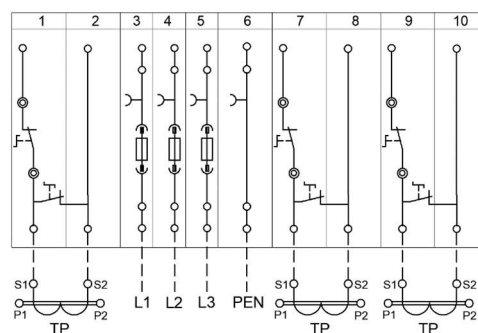 1 2 3 4 5 6 7 8 9 10
S1 S2 S1 S2 S1 S2
L1 L2 L3 PEN
P1 P2 P1 P2 P1 P2
TP TP TP